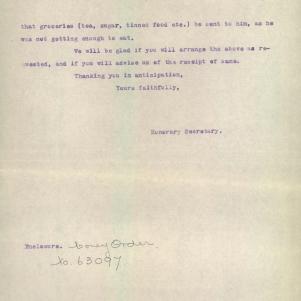 that groceries (tea, sugar, tinned food etc.) be sent to him, as he
was not getting enough to eat.
We will be glad if you will arrange the above as re-
quested, and if you will advise us of the receipt of same.
Thanking you in anticipation,
Yours faithfully,
Honorary Secretary.
Enclosure. Money Order
No. 63097